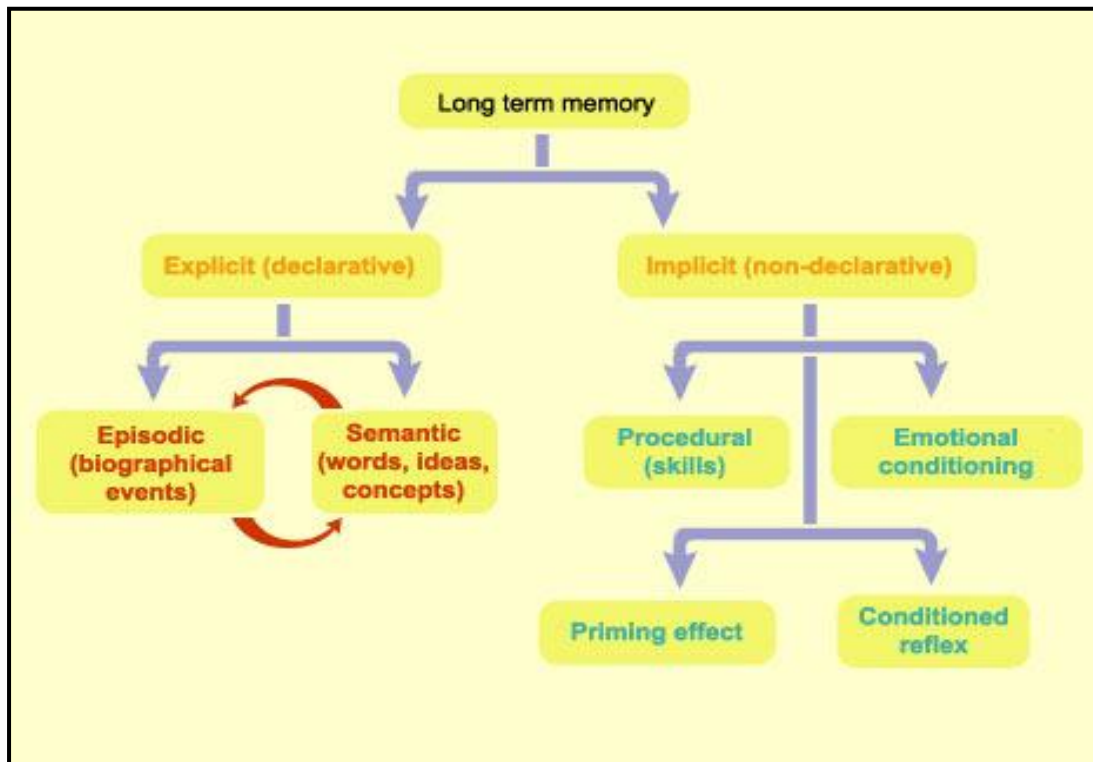 Long term memory
Explicit (declarative)
Implicit (non-declarative)
Episodic
(biographical
events)
Semantic
(words, ideas,
concepts)
Procedural
(skills)
Emotional
conditioning
Priming effect
Conditioned
reflex